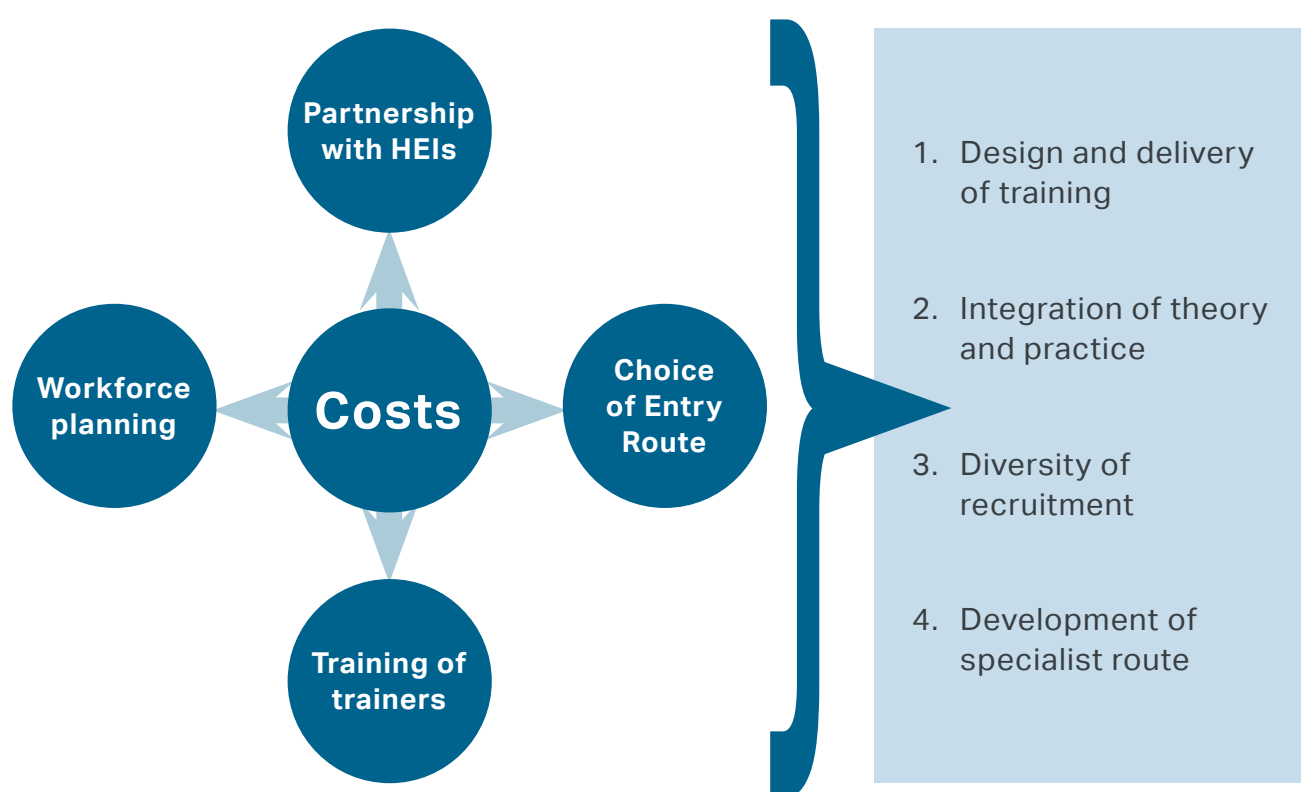 Partnership
with HEIs
Workforce
planning
Costs
Choice
of Entry
Route
Training of
trainers
1. Design and delivery
of training
2. Integration of theory
and practice
3. Diversity of
recruitment
4. Development of
specialist route